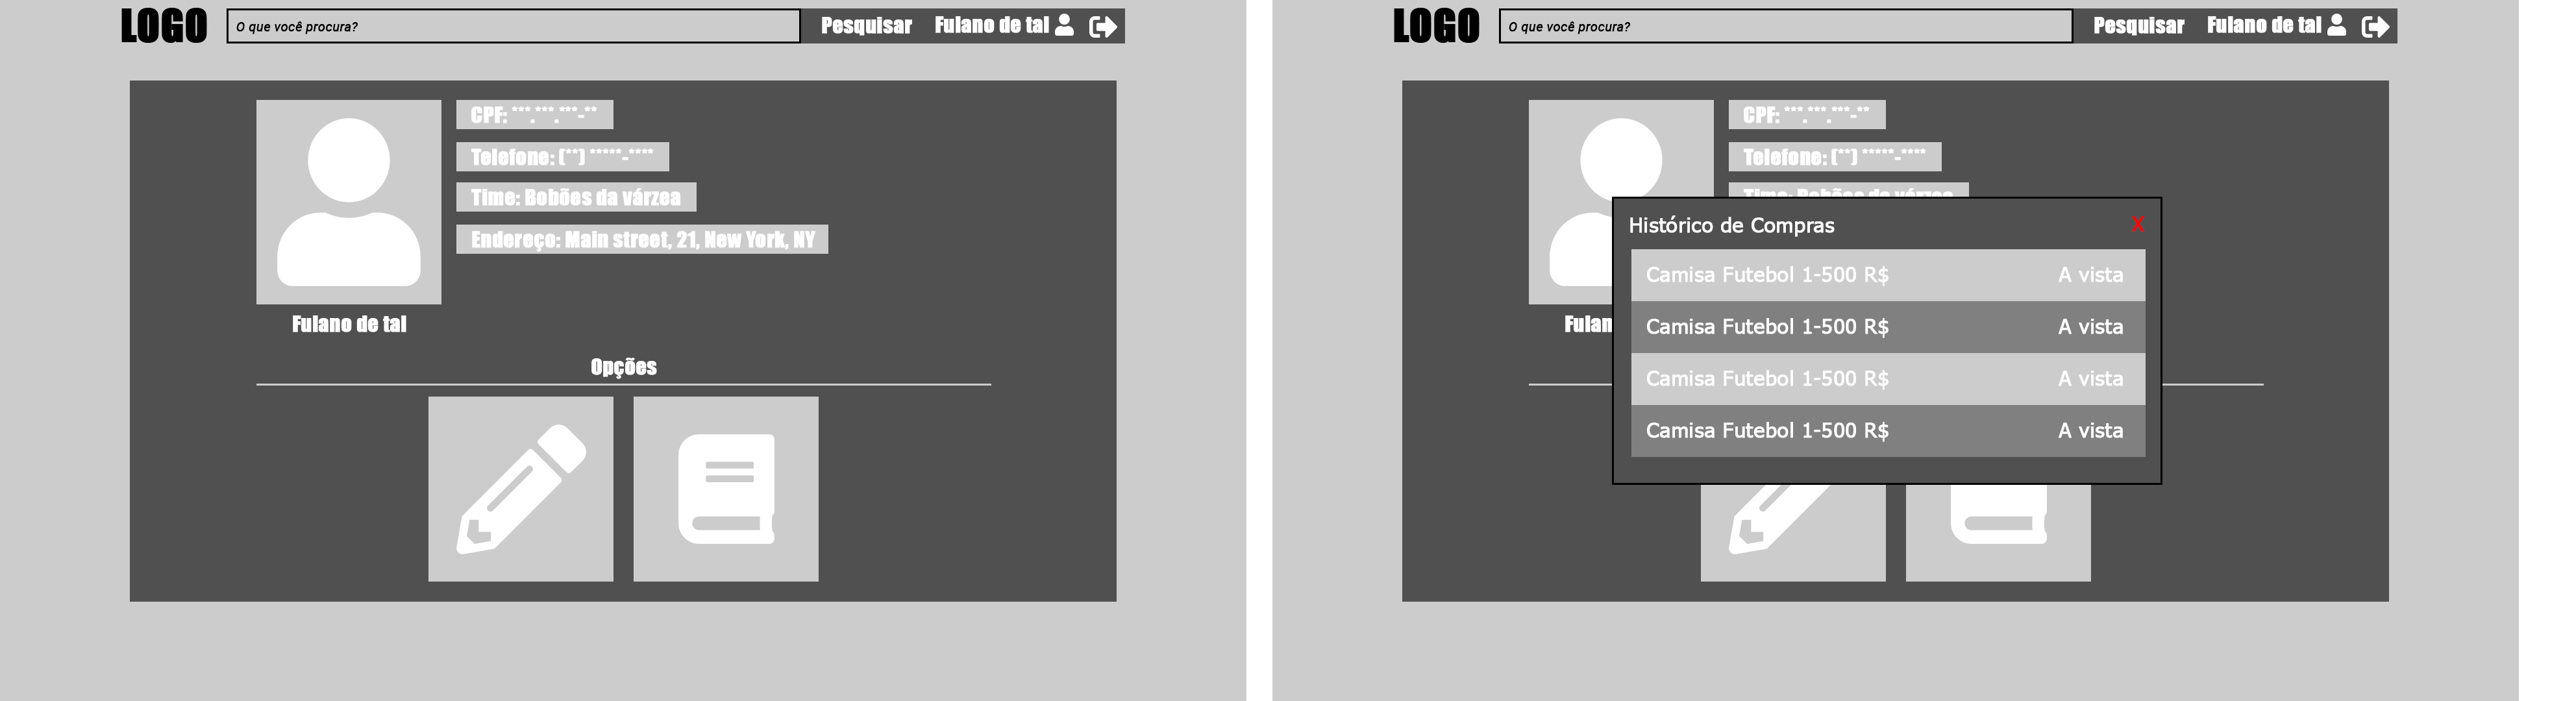 LOGO
O que você procura?
Pesquisar
Fulano de tal
CPF: ***.***.***-**
Telefone: (**) *****-****
Time: Bobões da várzea
Endereço: Main street, 21, New York, NY
Fulano de tal
Opções
LOGO
O que você procura?
Pesquisar
Fulano de tal
CPF: ***.***.***-**
Telefone: (**) *****-****
Time: Bobões da várzea
Histórico de Compras
X
Camisa Futebol 1-500 R$ A vista
Camisa Futebol 1-500 R$ A vista
Camisa Futebol 1-500 R$ A vista
Camisa Futebol 1-500 R$ A vista
Fulan